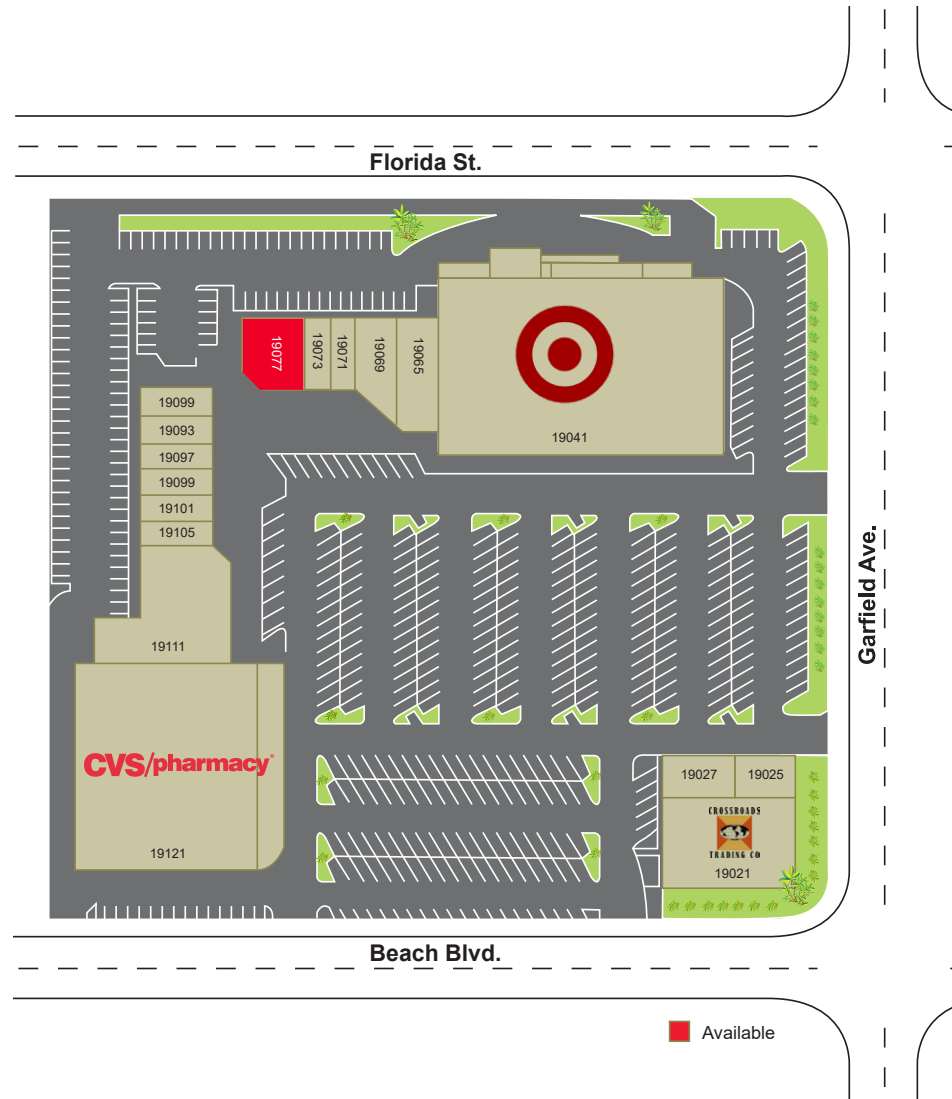 Florida St.
19077
19073
19071
19069
19065
19041
19099
19093
19097
19099
19101
19105
19111
Garfield Ave.
CVS/pharmacy®
19121
19027
19025
CROSSROADS
TRADING CO
19021
Beach Blvd.
Available